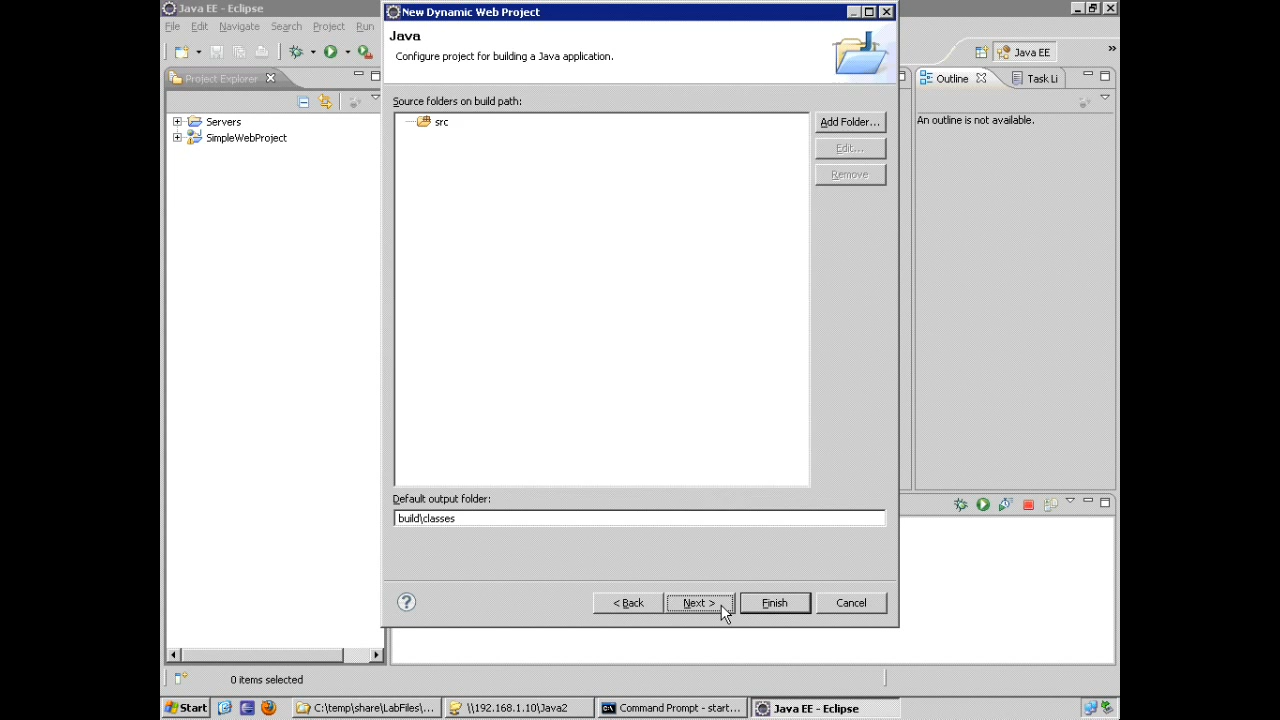 Java EE - Eclipse
New Dynamic Web Project
File Edit Navigate Search Project Run
Java
Configure project for building a Java application.
Java EE
Project Explorer
Outline
Task Li
Source folders on build path:
src
Add Folder...
Edit...
Remove
Servers
SimpleWebProject
An outline is not available.
Default output folder:
build\classes
< Back
Next >
Finish
Cancel
0 items selected
Start
C:\temp\share\LabFiles\...
\\192.168.1.10\Java2
Command Prompt - start...
Java EE - Eclipse